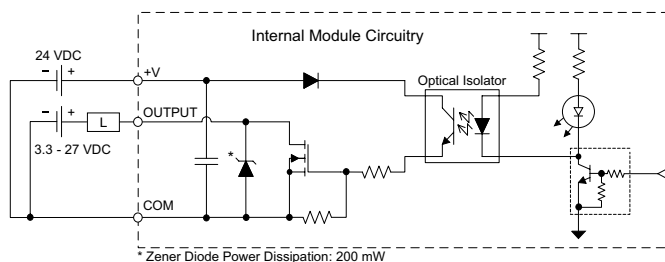 Internal Module Circuitry
24 VDC
− +
+V
Optical Isolator
− +
OUTPUT
L
3.3 - 27 VDC
*
COM
* Zener Diode Power Dissipation: 200 mW